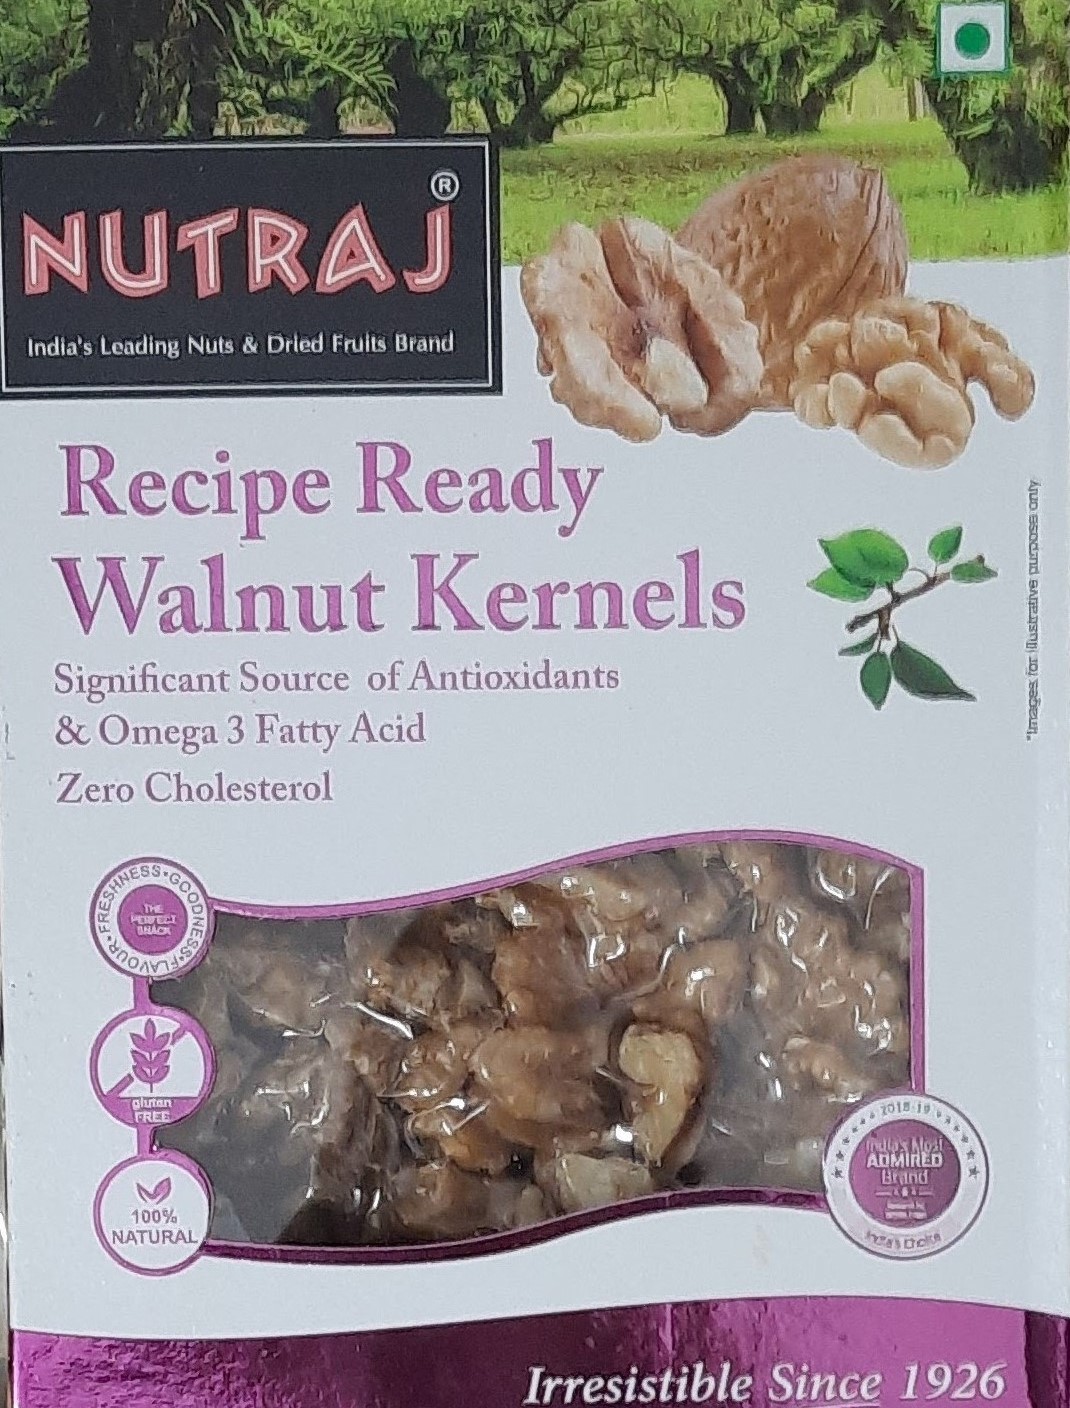 NUTRAJ®
India's Leading Nuts & Dried Fruits Brand
Recipe Ready
Walnut Kernels
Significant Source of Antioxidants
& Omega 3 Fatty Acid
Zero Cholesterol
*Images for illustrative purpose only
FRESHNESS•GOODNESS•FLAVOUR•
THE
PERFECT
SNACK
gluten
FREE
100%
NATURAL
2018-19
India's Most
ADMIRED
Brand
India's Choice
Irresistible Since 1926